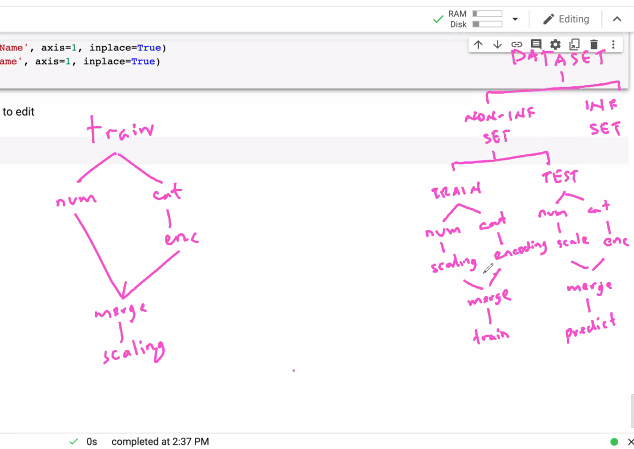 RAM
Disk
Editing
Name', axis=1, inplace=True)
ame', axis=1, inplace=True)
to edit
DATASET
NON-INF SET
INF SET
TRAIN
TEST
num
cat
scaling
encoding
merge
train
num
cat
scale
enc
merge
predict
train
num
cat
enc
merge
scaling
0s completed at 2:37 PM